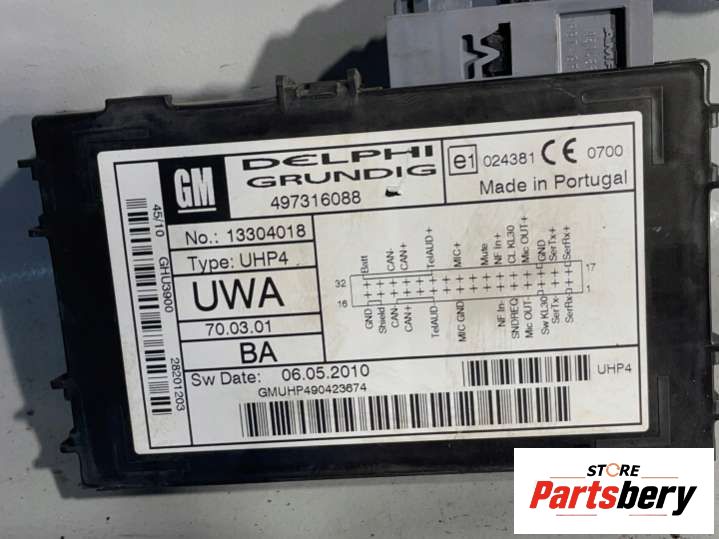 GM
DELPHI
GRUNDIG
497316088
e1 024381 CE 0700
Made in Portugal
No.: 13304018
Type: UHP4
UWA
70.03.01
BA
Sw Date: 06.05.2010
GMUHP490423674
45/10
GHU3900
28201203
Batt
CAN-
CAN+
TelAUD+
MIC+
Mute
NF In+
CL KL30
Mic OUT+
GND
SerTx+
SerRx+
32
17
16
1
GND
Shield
CAN-
CAN+
TelAUD-
MIC GND
NF In-
SNDREQ
Mic OUT-
Sw KL30
SerTx-
SerRx-
UHP4
STORE
Partsbery